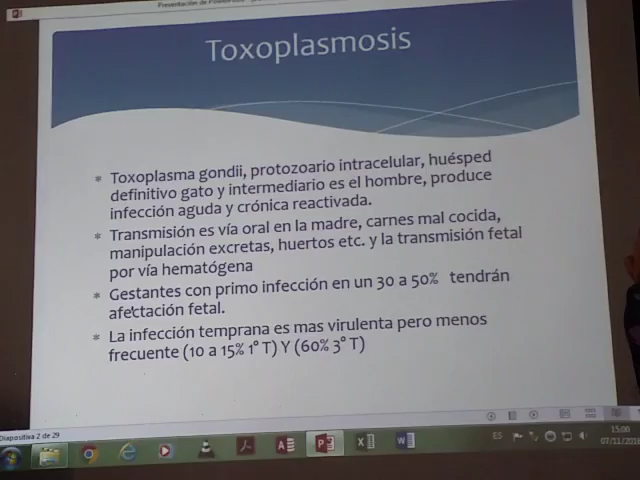 Presentación de PowerPoint
Toxoplasmosis
* Toxoplasma gondii, protozoario intracelular, huésped
definitivo gato y intermediario es el hombre, produce
infección aguda y crónica reactivada.
* Transmisión es vía oral en la madre, carnes mal cocida,
manipulación excretas, huertos etc. y la transmisión fetal
por vía hematógena
* Gestantes con primo infección en un 30 a 50% tendrán
afectación fetal.
* La infección temprana es mas virulenta pero menos
frecuente (10 a 15% 1° T) Y (60% 3° T)
Diapositiva 2 de 29
ES
15:00